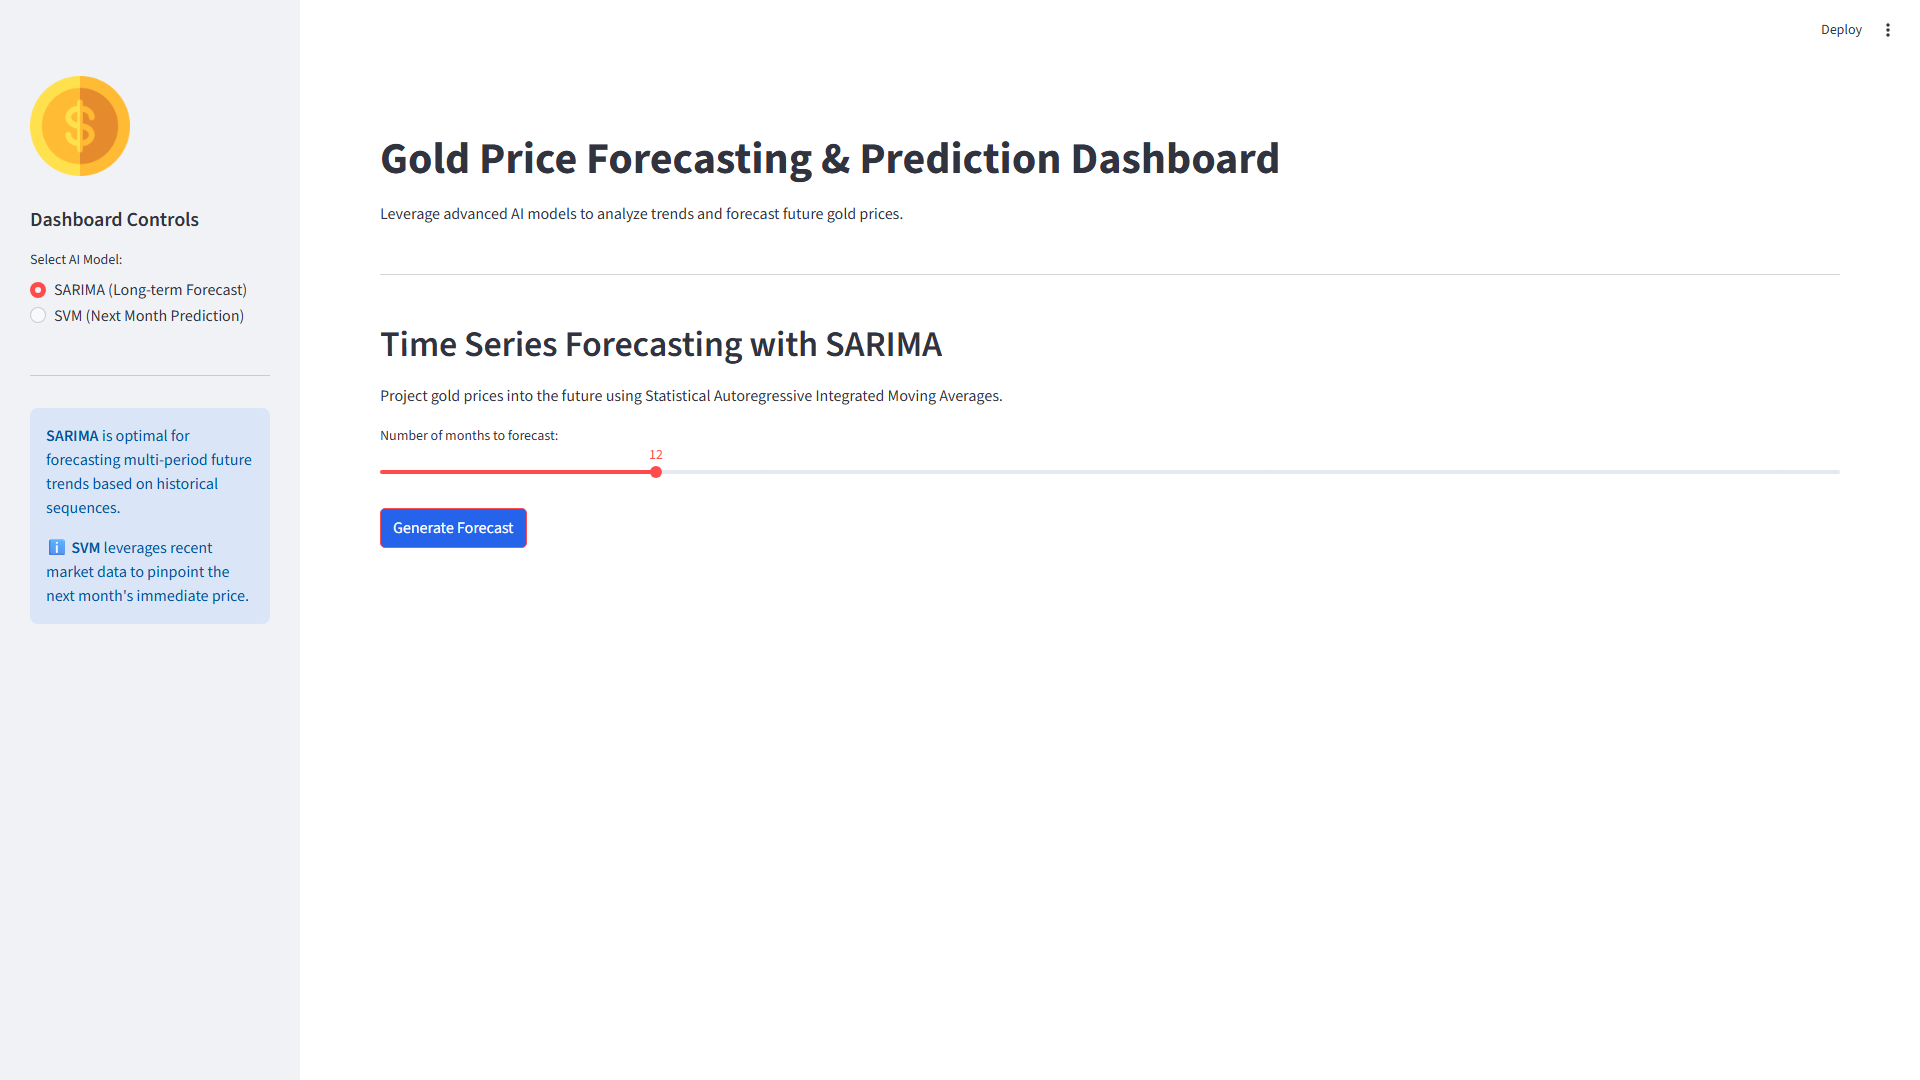 Deploy
$
Dashboard Controls
Select AI Model:
SARIMA (Long-term Forecast)
SVM (Next Month Prediction)
SARIMA is optimal for
forecasting multi-period future
trends based on historical
sequences.
ℹ️ SVM leverages recent
market data to pinpoint the
next month's immediate price.
Gold Price Forecasting & Prediction Dashboard
Leverage advanced AI models to analyze trends and forecast future gold prices.
Time Series Forecasting with SARIMA
Project gold prices into the future using Statistical Autoregressive Integrated Moving Averages.
Number of months to forecast:
12
Generate Forecast